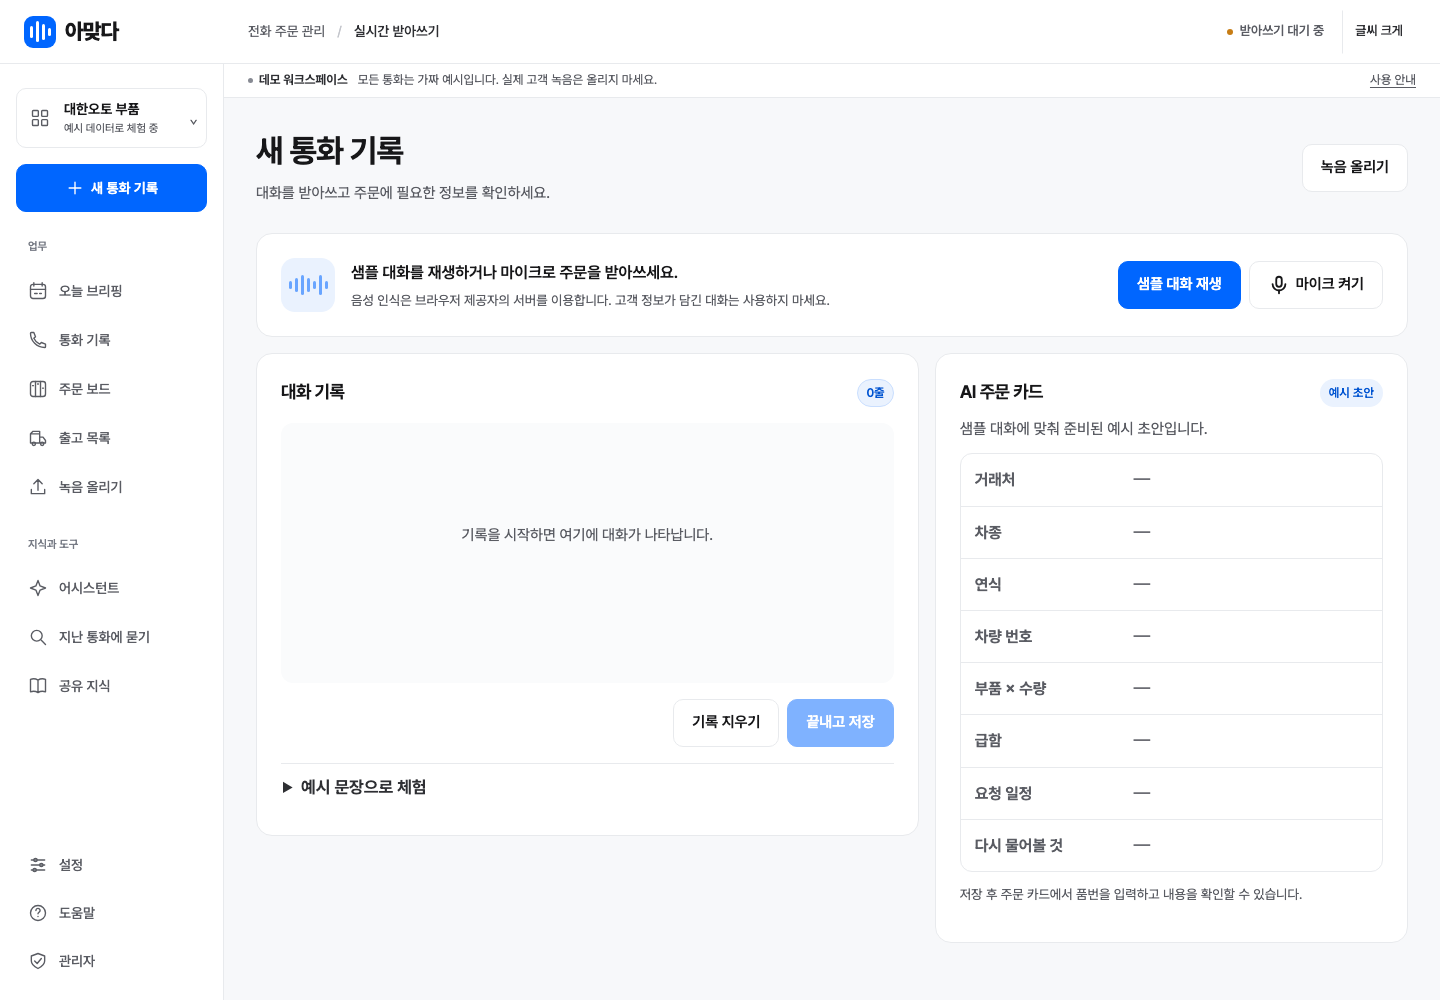 아맞다
전화 주문 관리 / 실시간 받아쓰기
받아쓰기 대기 중
글씨 크게
데모 워크스페이스 모든 통화는 가짜 예시입니다. 실제 고객 녹음은 올리지 마세요.
사용 안내
대한오토 부품
예시 데이터로 체험 중
새 통화 기록
업무
오늘 브리핑
통화 기록
주문 보드
출고 목록
녹음 올리기
지식과 도구
어시스턴트
지난 통화에 묻기
공유 지식
설정
도움말
관리자
새 통화 기록
대화를 받아쓰고 주문에 필요한 정보를 확인하세요.
녹음 올리기
샘플 대화를 재생하거나 마이크로 주문을 받아쓰세요.
음성 인식은 브라우저 제공자의 서버를 이용합니다. 고객 정보가 담긴 대화는 사용하지 마세요.
샘플 대화 재생
마이크 켜기
대화 기록
0줄
기록을 시작하면 여기에 대화가 나타납니다.
기록 지우기
끝내고 저장
예시 문장으로 체험
AI 주문 카드
예시 초안
샘플 대화에 맞춰 준비된 예시 초안입니다.
거래처 —
차종 —
연식 —
차량 번호 —
부품 × 수량 —
급함 —
요청 일정 —
다시 물어볼 것 —
저장 후 주문 카드에서 품번을 입력하고 내용을 확인할 수 있습니다.